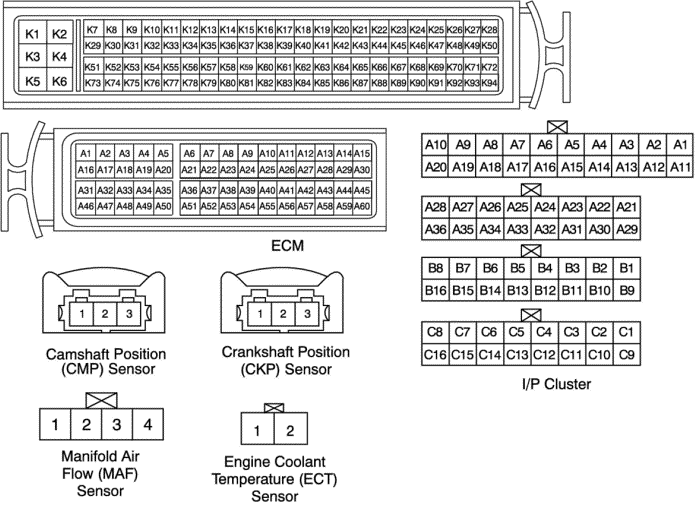 K1 K2
K3 K4
K5 K6
K7 K8 K9 K10 K11 K12 K13 K14 K15 K16 K17 K18 K19 K20 K21 K22 K23 K24 K25 K26 K27 K28
K29 K30 K31 K32 K33 K34 K35 K36 K37 K38 K39 K40 K41 K42 K43 K44 K45 K46 K47 K48 K49 K50
K51 K52 K53 K54 K55 K56 K57 K58 K59 K60 K61 K62 K63 K64 K65 K66 K67 K68 K69 K70 K71 K72
K73 K74 K75 K76 K77 K78 K79 K80 K81 K82 K83 K84 K85 K86 K87 K88 K89 K90 K91 K92 K93 K94
A1 A2 A3 A4 A5 A6 A7 A8 A9 A10 A11 A12 A13 A14 A15
A16 A17 A18 A19 A20 A21 A22 A23 A24 A25 A26 A27 A28 A29 A30
A31 A32 A33 A34 A35 A36 A37 A38 A39 A40 A41 A42 A43 A44 A45
A46 A47 A48 A49 A50 A51 A52 A53 A54 A55 A56 A57 A58 A59 A60
ECM
A10 A9 A8 A7 A6 A5 A4 A3 A2 A1
A20 A19 A18 A17 A16 A15 A14 A13 A12 A11
A28 A27 A26 A25 A24 A23 A22 A21
A36 A35 A34 A33 A32 A31 A30 A29
B8 B7 B6 B5 B4 B3 B2 B1
B16 B15 B14 B13 B12 B11 B10 B9
C8 C7 C6 C5 C4 C3 C2 C1
C16 C15 C14 C13 C12 C11 C10 C9
I/P Cluster
1 2 3
Camshaft Position
(CMP) Sensor
1 2 3
Crankshaft Position
(CKP) Sensor
1 2 3 4
Manifold Air
Flow (MAF)
Sensor
1 2
Engine Coolant
Temperature (ECT)
Sensor